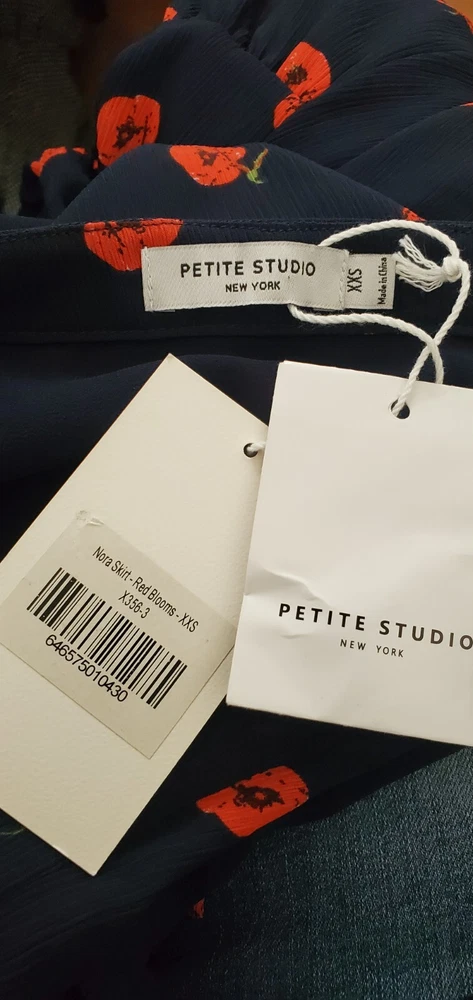 PETITE STUDIO
NEW YORK
XXS
Made in China
Nora Skirt - Red Blooms - XXS
X356-3
646575010430
PETITE STUDIO
NEW YORK